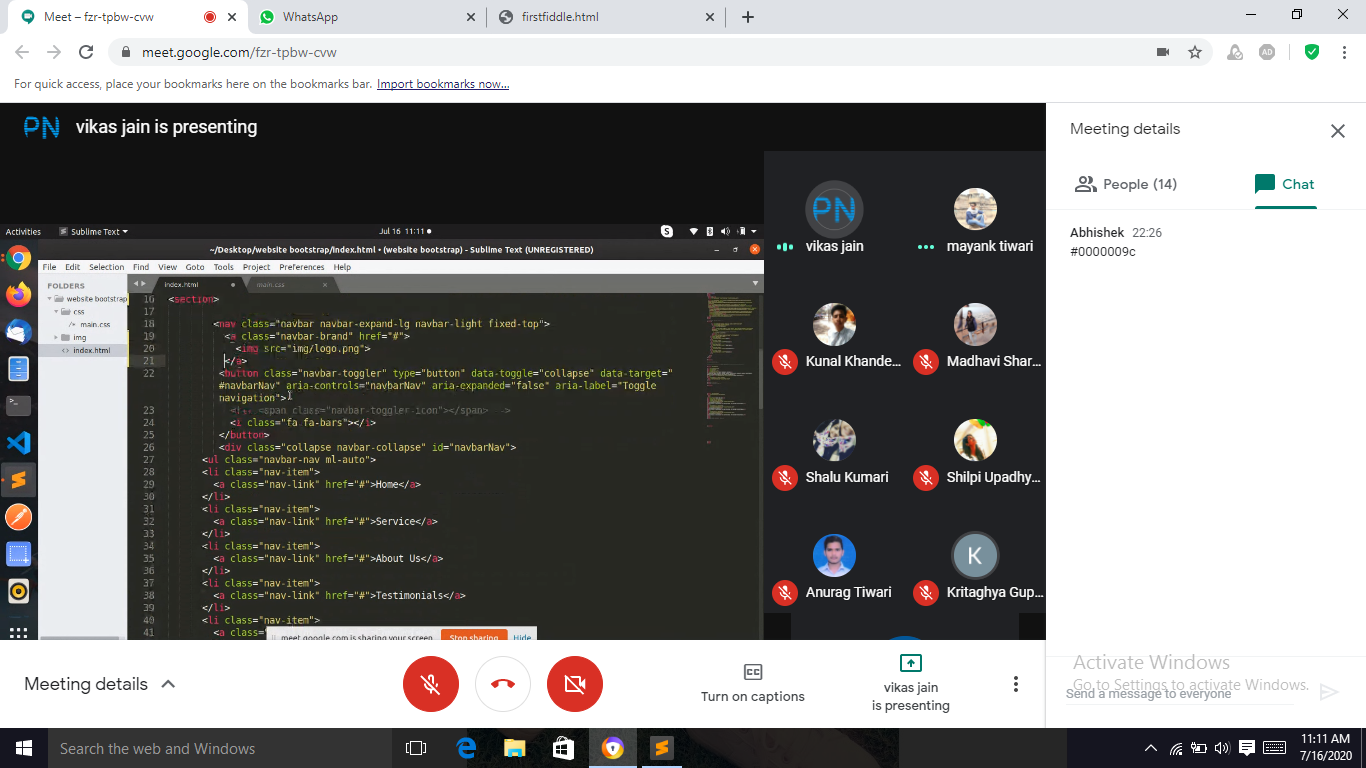 Meet – fzr-tpbw-cvw
WhatsApp
firstfiddle.html
meet.google.com/fzr-tpbw-cvw
AD
For quick access, place your bookmarks here on the bookmarks bar. Import bookmarks now...
PN vikas jain is presenting
Activities Sublime Text Jul 16 11:11
~/Desktop/website bootstrap/index.html • (website bootstrap) - Sublime Text (UNREGISTERED)
File Edit Selection Find View Goto Tools Project Preferences Help
FOLDERS
website bootstrap
css
main.css
img
index.html
index.html
main.css
16 <section>
17
18 <nav class="navbar navbar-expand-lg navbar-light fixed-top">
19 <a class="navbar-brand" href="#">
20 <img src="img/logo.png">
21 </a>
22 <button class="navbar-toggler" type="button" data-toggle="collapse" data-target="
#navbarNav" aria-controls="navbarNav" aria-expanded="false" aria-label="Toggle
navigation">
23 <!-- <span class="navbar-toggler-icon"></span> -->
24 <i class="fa fa-bars"></i>
25 </button>
26 <div class="collapse navbar-collapse" id="navbarNav">
27 <ul class="navbar-nav ml-auto">
28 <li class="nav-item">
29 <a class="nav-link" href="#">Home</a>
30 </li>
31 <li class="nav-item">
32 <a class="nav-link" href="#">Service</a>
33 </li>
34 <li class="nav-item">
35 <a class="nav-link" href="#">About Us</a>
36 </li>
37 <li class="nav-item">
38 <a class="nav-link" href="#">Testimonials</a>
39 </li>
40 <li class="nav-item">
41 <a class=
meet.google.com is sharing your screen. Stop sharing Hide
PN
vikas jain
mayank tiwari
Kunal Khande...
Madhavi Shar...
Shalu Kumari
Shilpi Upadhy...
Anurag Tiwari
K
Kritaghya Gup...
Meeting details
People (14)
Chat
Abhishek 22:26
#0000009c
Activate Windows
Go to Settings to activate Windows.
Send a message to everyone
Meeting details
CC
Turn on captions
vikas jain
is presenting
Search the web and Windows
11:11 AM
7/16/2020